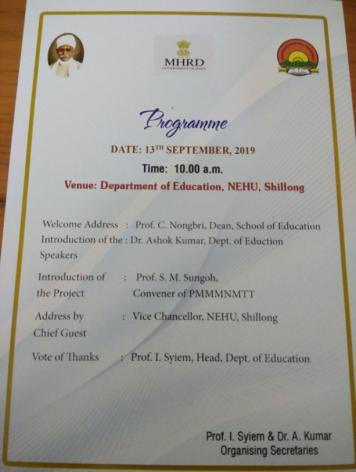 MHRD
GOVERNMENT OF INDIA
Programme
DATE: 13TH SEPTEMBER, 2019
Time: 10.00 a.m.
Venue: Department of Education, NEHU, Shillong
Welcome Address : Prof. C. Nongbri, Dean, School of Education
Introduction of the : Dr. Ashok Kumar, Dept. of Eduction
Speakers
Introduction of : Prof. S. M. Sungoh,
the Project Convener of PMMMNMTT
Address by : Vice Chancellor, NEHU, Shillong
Chief Guest
Vote of Thanks : Prof. I. Syiem, Head, Dept. of Education
Prof. I. Syiem & Dr. A. Kumar
Organising Secretaries